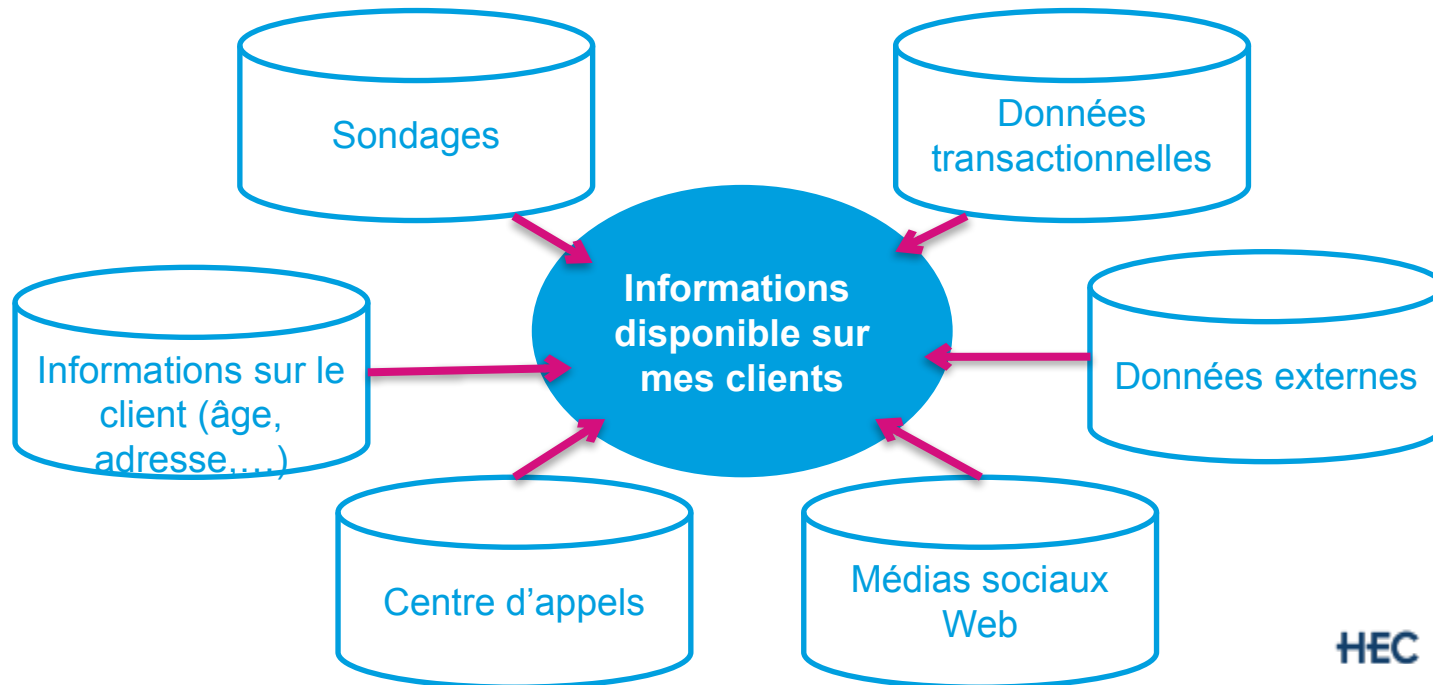 Sondages
Données
transactionnelles
Informations
disponible sur
mes clients
Informations sur le
client (âge,
adresse,…)
Données externes
Centre d’appels
Médias sociaux
Web
HEC